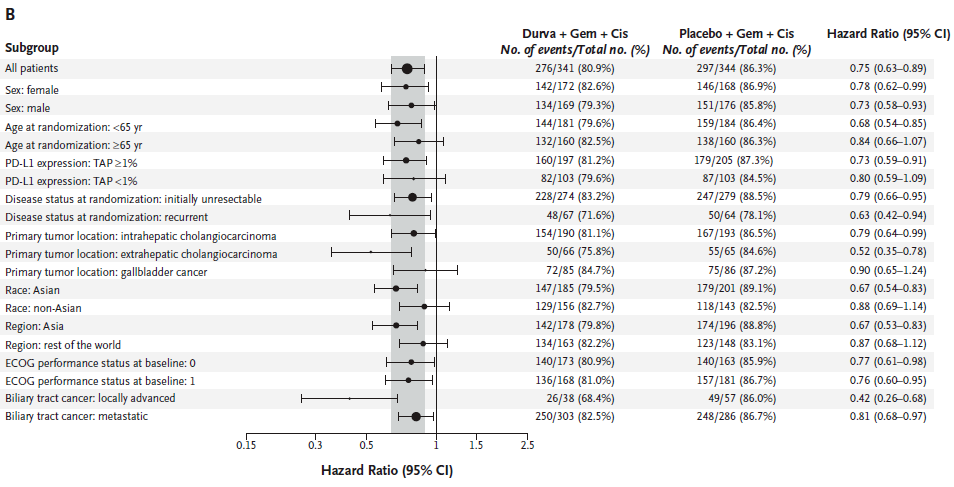 B
Durva + Gem + Cis Placebo + Gem + Cis Hazard Ratio (95% CI)
Subgroup No. of events/Total no. (%) No. of events/Total no. (%)
All patients 276/341 (80.9%) 297/344 (86.3%) 0.75 (0.63–0.89)
Sex: female 142/172 (82.6%) 146/168 (86.9%) 0.78 (0.62–0.99)
Sex: male 134/169 (79.3%) 151/176 (85.8%) 0.73 (0.58–0.93)
Age at randomization: <65 yr 144/181 (79.6%) 159/184 (86.4%) 0.68 (0.54–0.85)
Age at randomization: ≥65 yr 132/160 (82.5%) 138/160 (86.3%) 0.84 (0.66–1.07)
PD-L1 expression: TAP ≥1% 160/197 (81.2%) 179/205 (87.3%) 0.73 (0.59–0.91)
PD-L1 expression: TAP <1% 82/103 (79.6%) 87/103 (84.5%) 0.80 (0.59–1.09)
Disease status at randomization: initially unresectable 228/274 (83.2%) 247/279 (88.5%) 0.79 (0.66–0.95)
Disease status at randomization: recurrent 48/67 (71.6%) 50/64 (78.1%) 0.63 (0.42–0.94)
Primary tumor location: intrahepatic cholangiocarcinoma 154/190 (81.1%) 167/193 (86.5%) 0.79 (0.64–0.99)
Primary tumor location: extrahepatic cholangiocarcinoma 50/66 (75.8%) 55/65 (84.6%) 0.52 (0.35–0.78)
Primary tumor location: gallbladder cancer 72/85 (84.7%) 75/86 (87.2%) 0.90 (0.65–1.24)
Race: Asian 147/185 (79.5%) 179/201 (89.1%) 0.67 (0.54–0.83)
Race: non-Asian 129/156 (82.7%) 118/143 (82.5%) 0.88 (0.69–1.14)
Region: Asia 142/178 (79.8%) 174/196 (88.8%) 0.67 (0.53–0.83)
Region: rest of the world 134/163 (82.2%) 123/148 (83.1%) 0.87 (0.68–1.12)
ECOG performance status at baseline: 0 140/173 (80.9%) 140/163 (85.9%) 0.77 (0.61–0.98)
ECOG performance status at baseline: 1 136/168 (81.0%) 157/181 (86.7%) 0.76 (0.60–0.95)
Biliary tract cancer: locally advanced 26/38 (68.4%) 49/57 (86.0%) 0.42 (0.26–0.68)
Biliary tract cancer: metastatic 250/303 (82.5%) 248/286 (86.7%) 0.81 (0.68–0.97)
0.15 0.3 0.5 1 1.5 2.5
Hazard Ratio (95% CI)